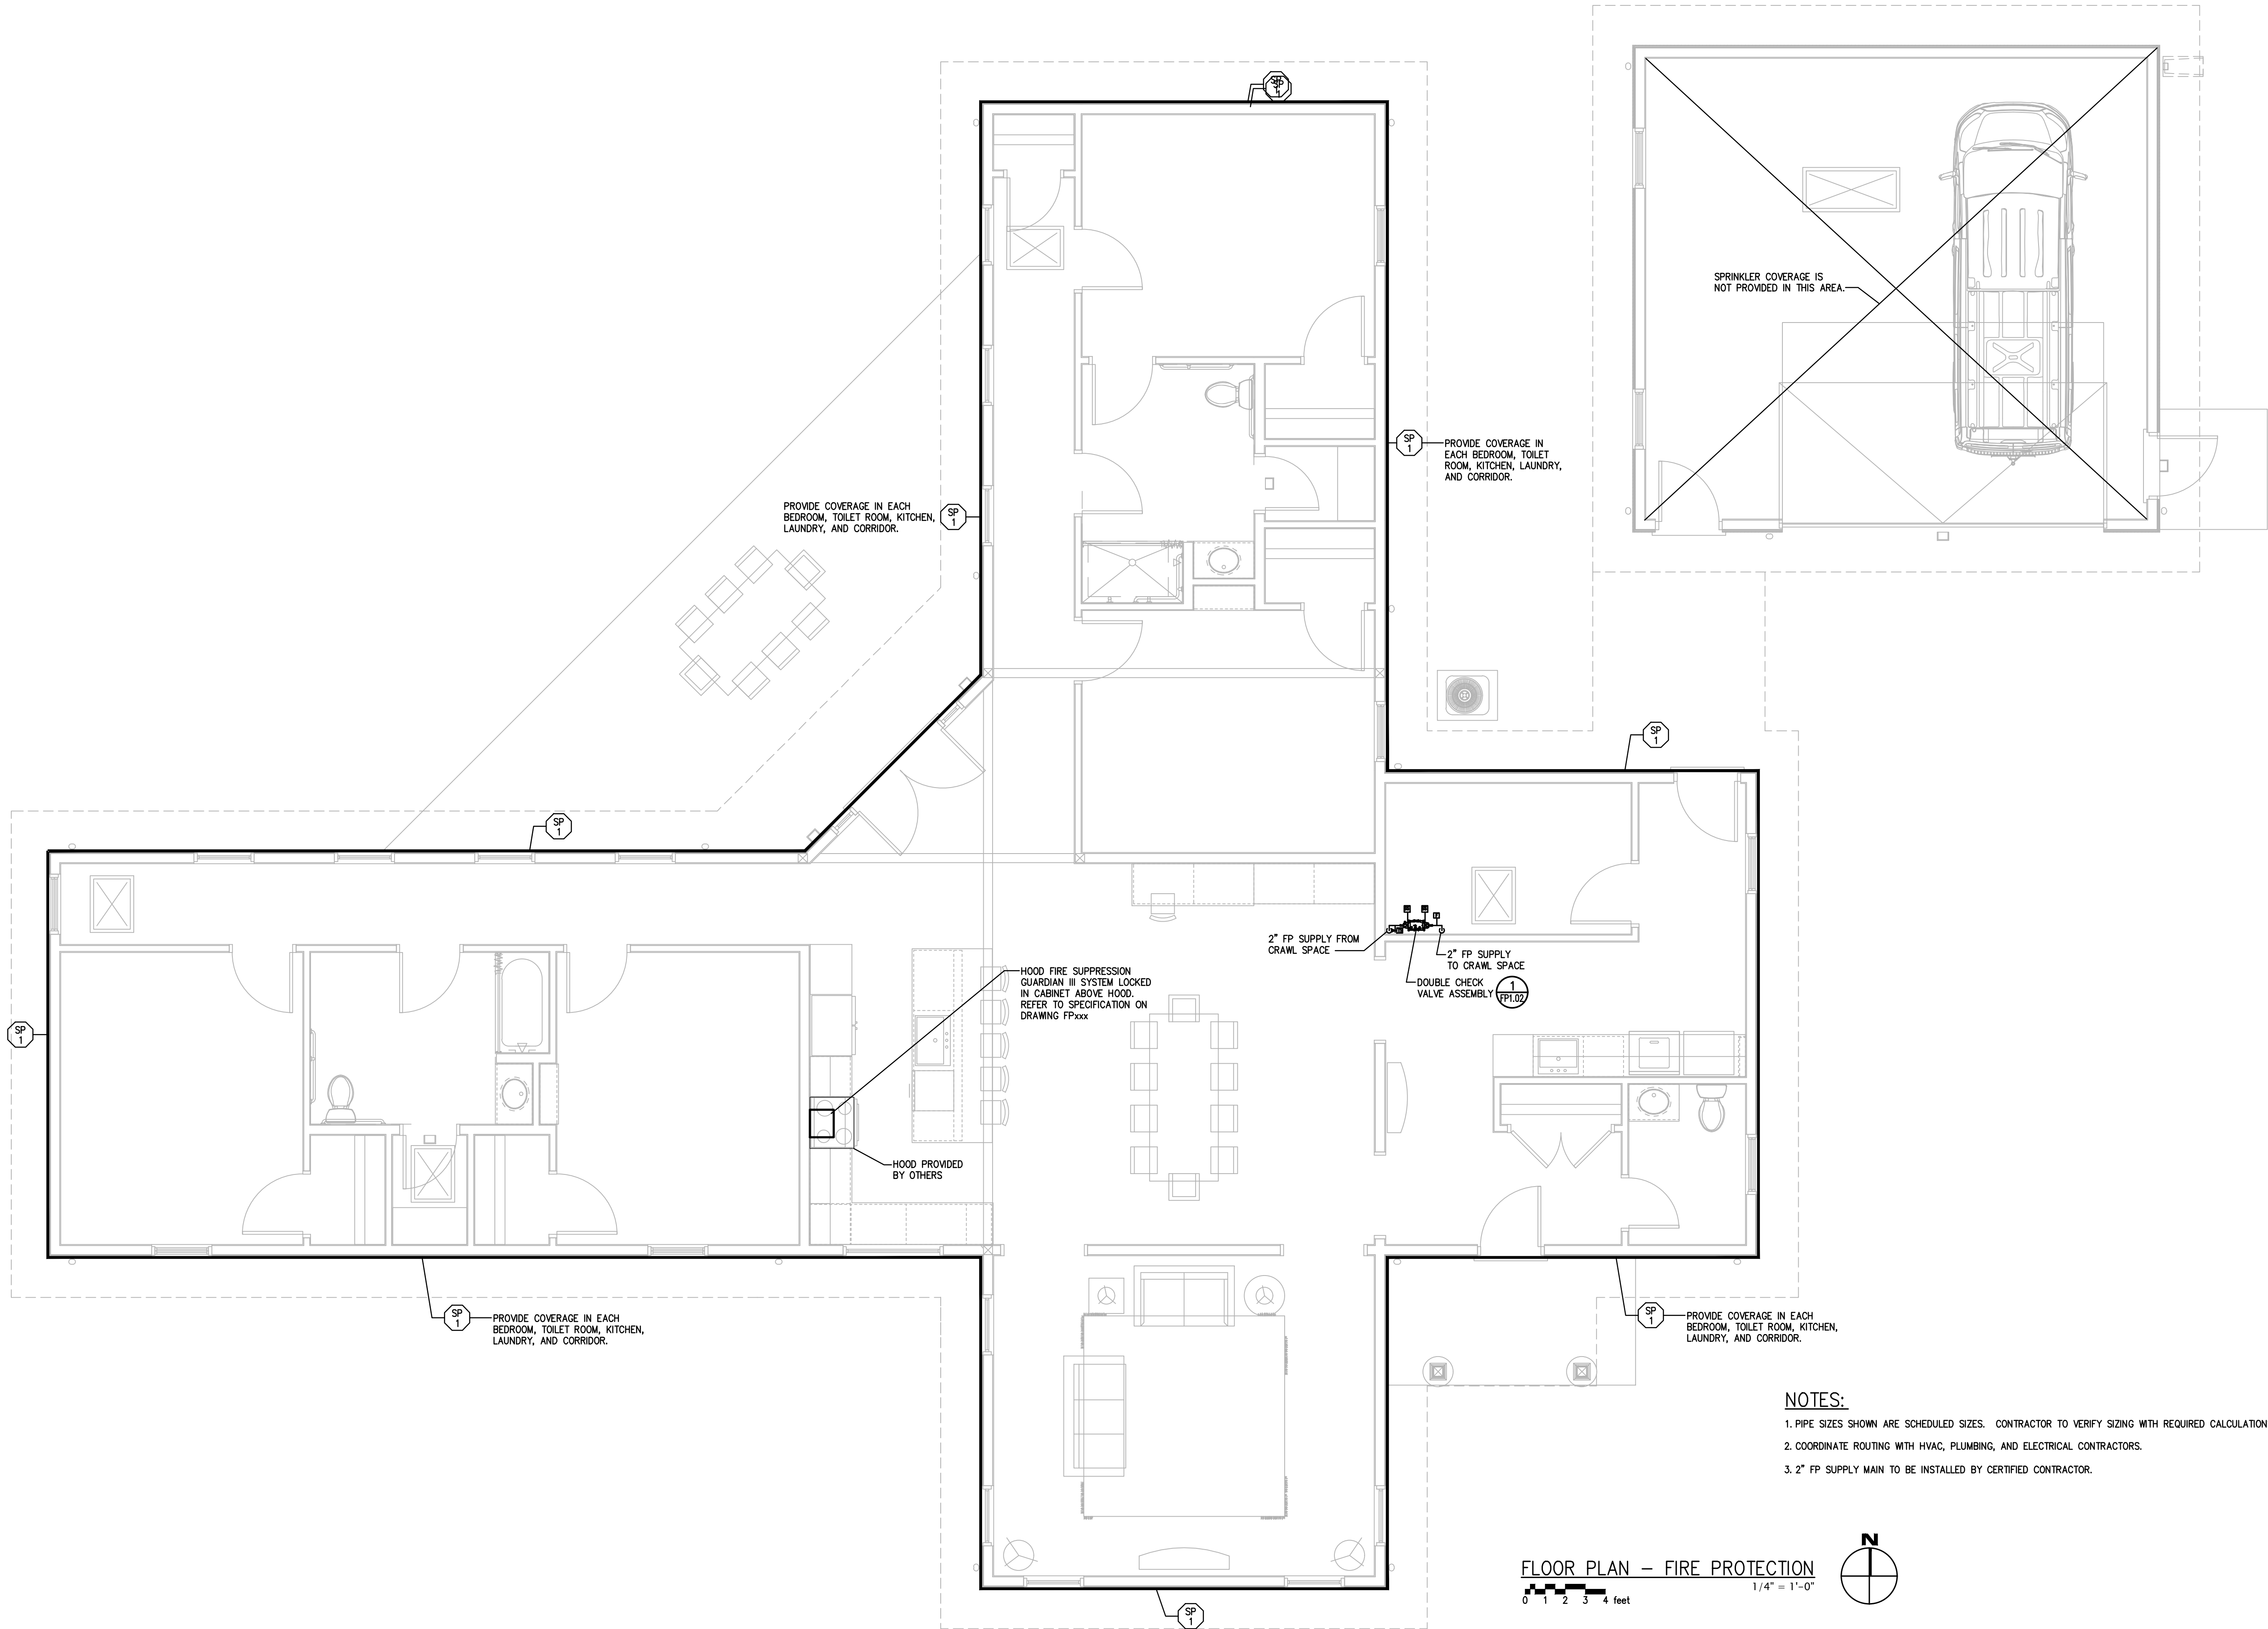 SP
1
SPRINKLER COVERAGE IS
NOT PROVIDED IN THIS AREA.
SP
1
PROVIDE COVERAGE IN
EACH BEDROOM, TOILET
ROOM, KITCHEN, LAUNDRY,
AND CORRIDOR.
PROVIDE COVERAGE IN EACH
BEDROOM, TOILET ROOM, KITCHEN,
LAUNDRY, AND CORRIDOR.
SP
1
SP
1
SP
1
2" FP SUPPLY FROM
CRAWL SPACE
2" FP SUPPLY
TO CRAWL SPACE
DOUBLE CHECK
VALVE ASSEMBLY
1
FP1.02
HOOD FIRE SUPPRESSION
GUARDIAN III SYSTEM LOCKED
IN CABINET ABOVE HOOD.
REFER TO SPECIFICATION ON
DRAWING FPxxx
SP
1
HOOD PROVIDED
BY OTHERS
SP
1
PROVIDE COVERAGE IN EACH
BEDROOM, TOILET ROOM, KITCHEN,
LAUNDRY, AND CORRIDOR.
SP
1
PROVIDE COVERAGE IN EACH
BEDROOM, TOILET ROOM, KITCHEN,
LAUNDRY, AND CORRIDOR.
NOTES:
1. PIPE SIZES SHOWN ARE SCHEDULED SIZES. CONTRACTOR TO VERIFY SIZING WITH REQUIRED CALCULATION
2. COORDINATE ROUTING WITH HVAC, PLUMBING, AND ELECTRICAL CONTRACTORS.
3. 2" FP SUPPLY MAIN TO BE INSTALLED BY CERTIFIED CONTRACTOR.
N
FLOOR PLAN – FIRE PROTECTION
1/4" = 1'-0"
0 1 2 3 4 feet
SP
1